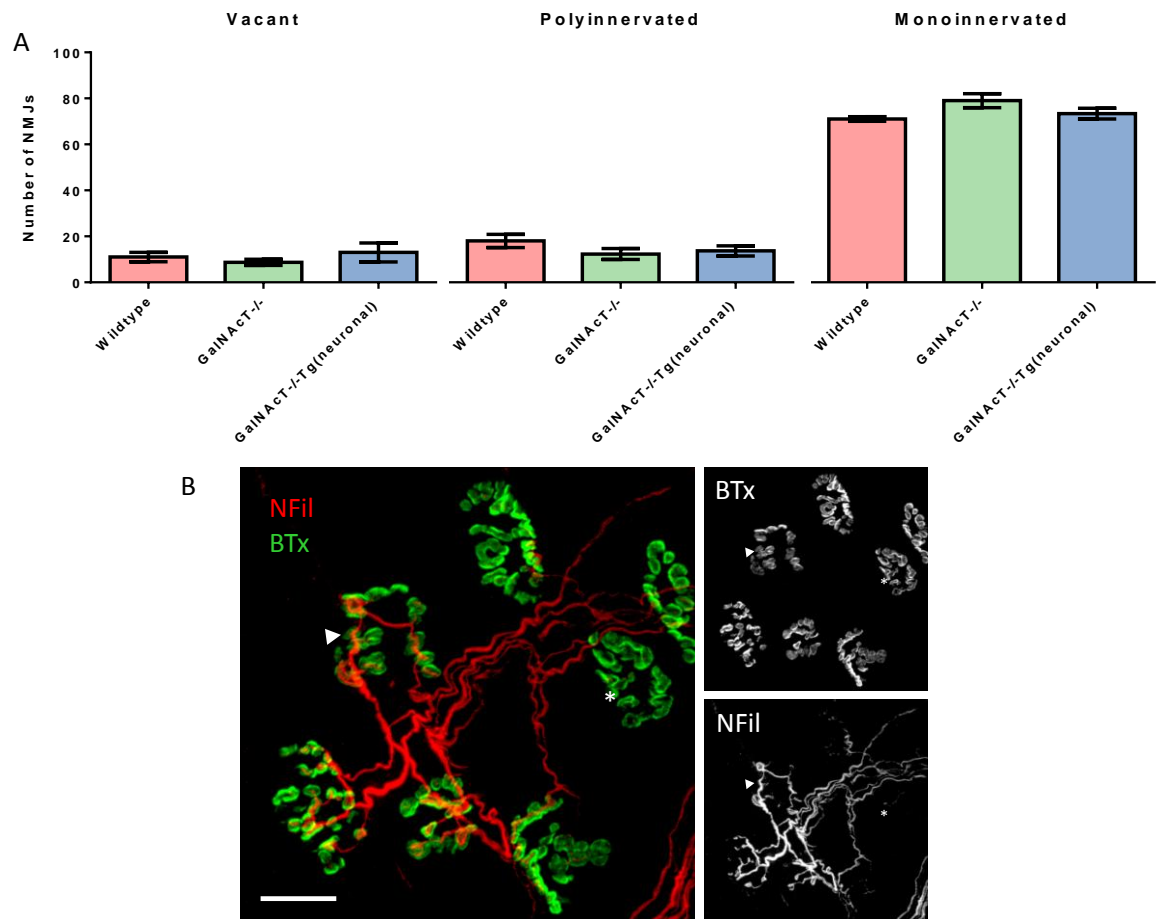 Vacant
Polyinnervated
Monoinnervated
A
Number of NMJs
100
80
60
40
20
0
Wildtype
GalNAcT-/-
GalNAcT-/-Tg(neuronal)
Wildtype
GalNAcT-/-
GalNAcT-/-Tg(neuronal)
Wildtype
GalNAcT-/-
GalNAcT-/-Tg(neuronal)
B
NFil
BTx
*
BTx
*
NFil
*